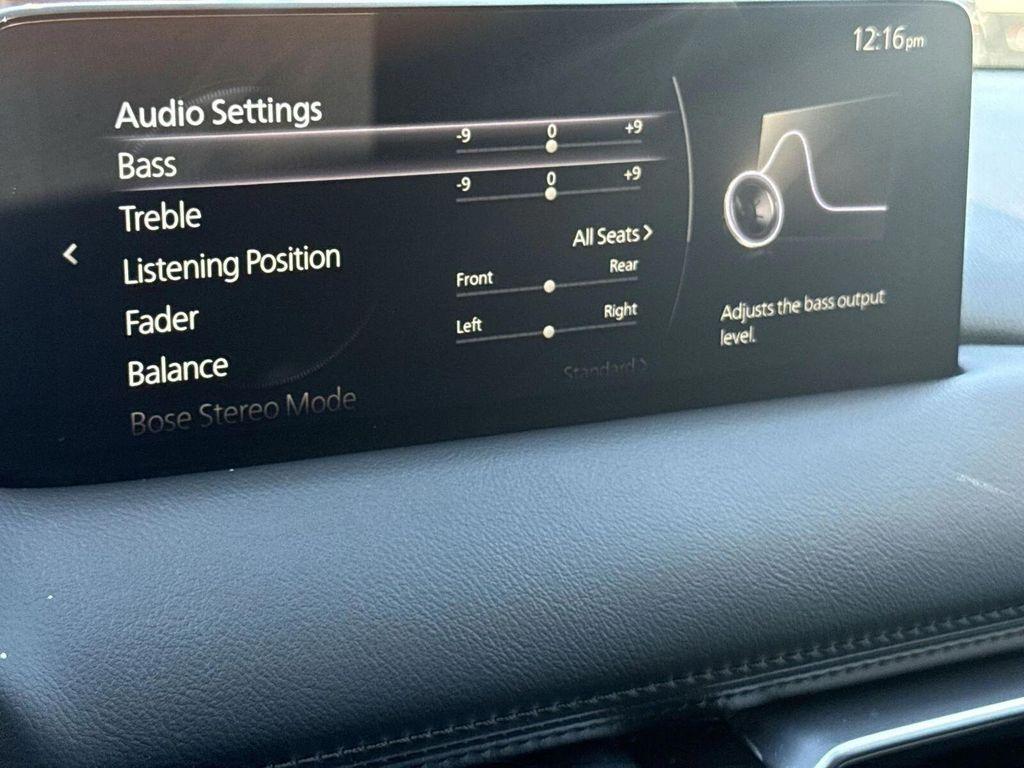 12:16pm
Audio Settings
Bass -9 0 +9
Treble -9 0 +9
Listening Position All Seats
Fader Front Rear
Balance Left Right
Bose Stereo Mode Standard
Adjusts the bass output
level.